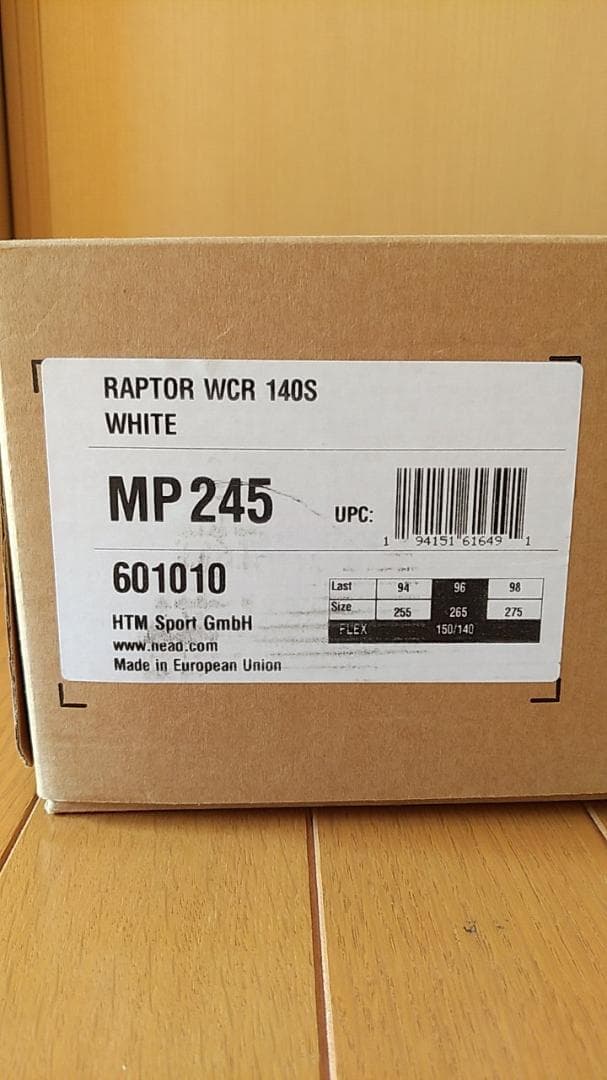 RAPTOR WCR 140S
WHITE
MP 245
UPC:
1 94151 61649 1
601010
HTM Sport GmbH
www.head.com
Made in European Union
Last 94 96 98
Size 255 265 275
FLEX 150/140